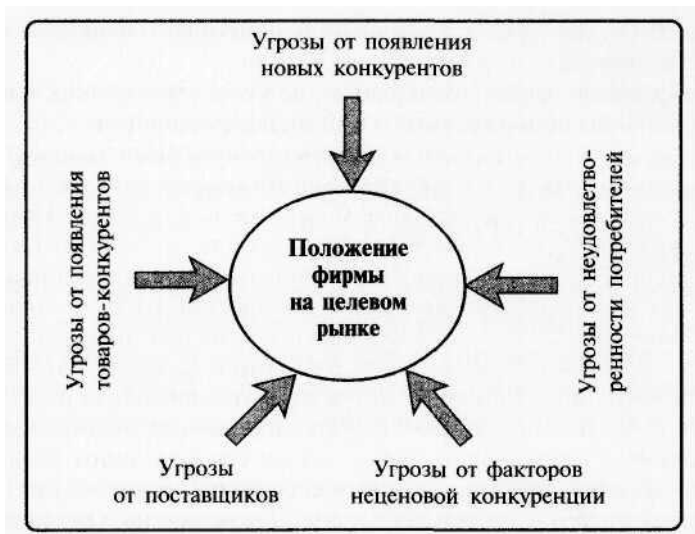 Угрозы от появления
новых конкурентов
Угрозы от появления
товаров-конкурентов
Положение
фирмы
на целевом
рынке
Угрозы от неудовлетво-
ренности потребителей
Угрозы
от поставщиков
Угрозы от факторов
неценовой конкуренции